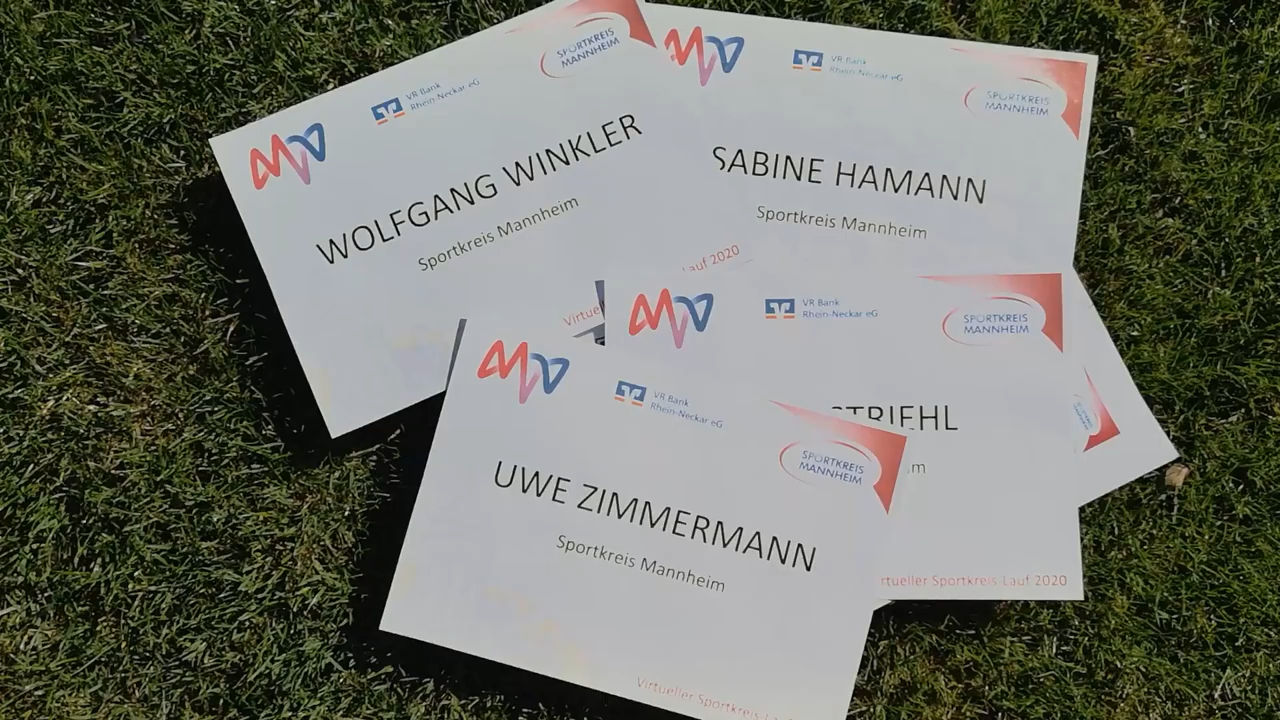 VR Bank
Rhein-Neckar eG
SPORTKREIS
MANNHEIM
WOLFGANG WINKLER
Sportkreis Mannheim
VR Bank
Rhein-Neckar eG
SPORTKREIS
MANNHEIM
SABINE HAMANN
Sportkreis Mannheim
Lauf 2020
VR Bank
Rhein-Neckar eG
SPORTKREIS
MANNHEIM
STRIEHL
Virtueller Sportkreis-Lauf 2020
VR Bank
Rhein-Neckar eG
SPORTKREIS
MANNHEIM
UWE ZIMMERMANN
Sportkreis Mannheim
Virtueller Sportkreis-La